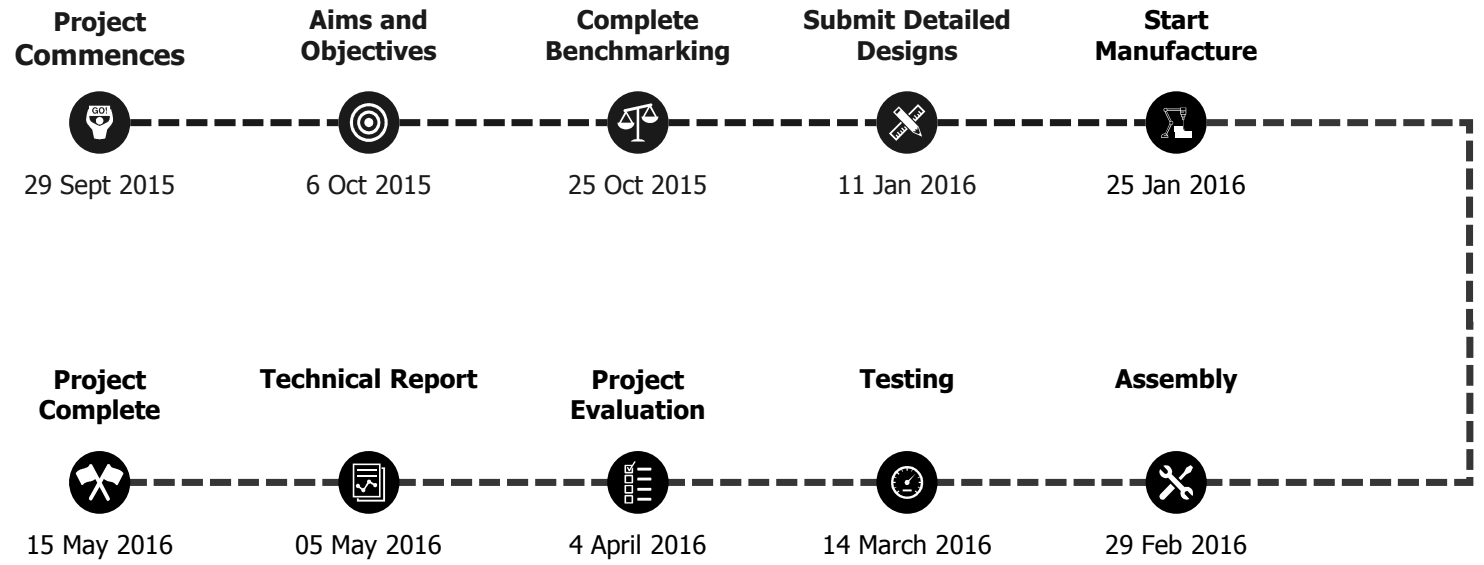 Project
Commences
Aims and
Objectives
Complete
Benchmarking
Submit Detailed
Designs
Start
Manufacture
GO!
29 Sept 2015
6 Oct 2015
25 Oct 2015
11 Jan 2016
25 Jan 2016
Project
Complete
Technical Report
Project
Evaluation
Testing
Assembly
15 May 2016
05 May 2016
4 April 2016
14 March 2016
29 Feb 2016